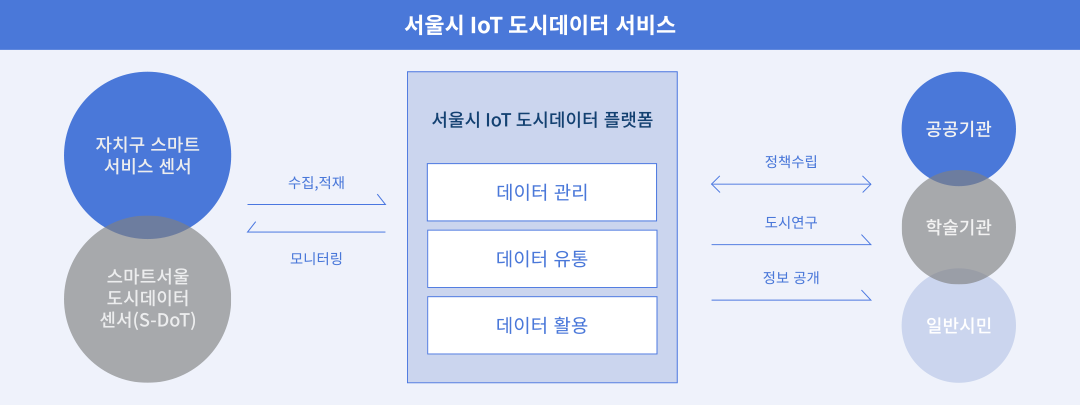 서울시 IoT 도시데이터 서비스
자치구 스마트
서비스 센서
스마트서울
도시데이터
센서(S-DoT)
수집,적재
모니터링
서울시 IoT 도시데이터 플랫폼
데이터 관리
데이터 유통
데이터 활용
정책수립
도시연구
정보 공개
공공기관
학술기관
일반시민